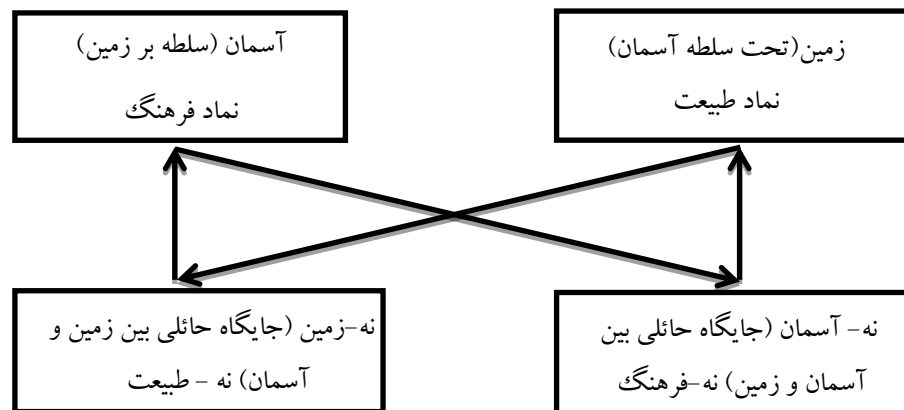 زمین(تحت سلطه آسمان)
نماد طبیعت
آسمان (سلطه بر زمین)
نماد فرهنگ
نه- آسمان (جایگاه حائلی بین
آسمان و زمین) نه-فرهنگ
نه-زمین (جایگاه حائلی بین زمین و
آسمان) نه - طبیعت